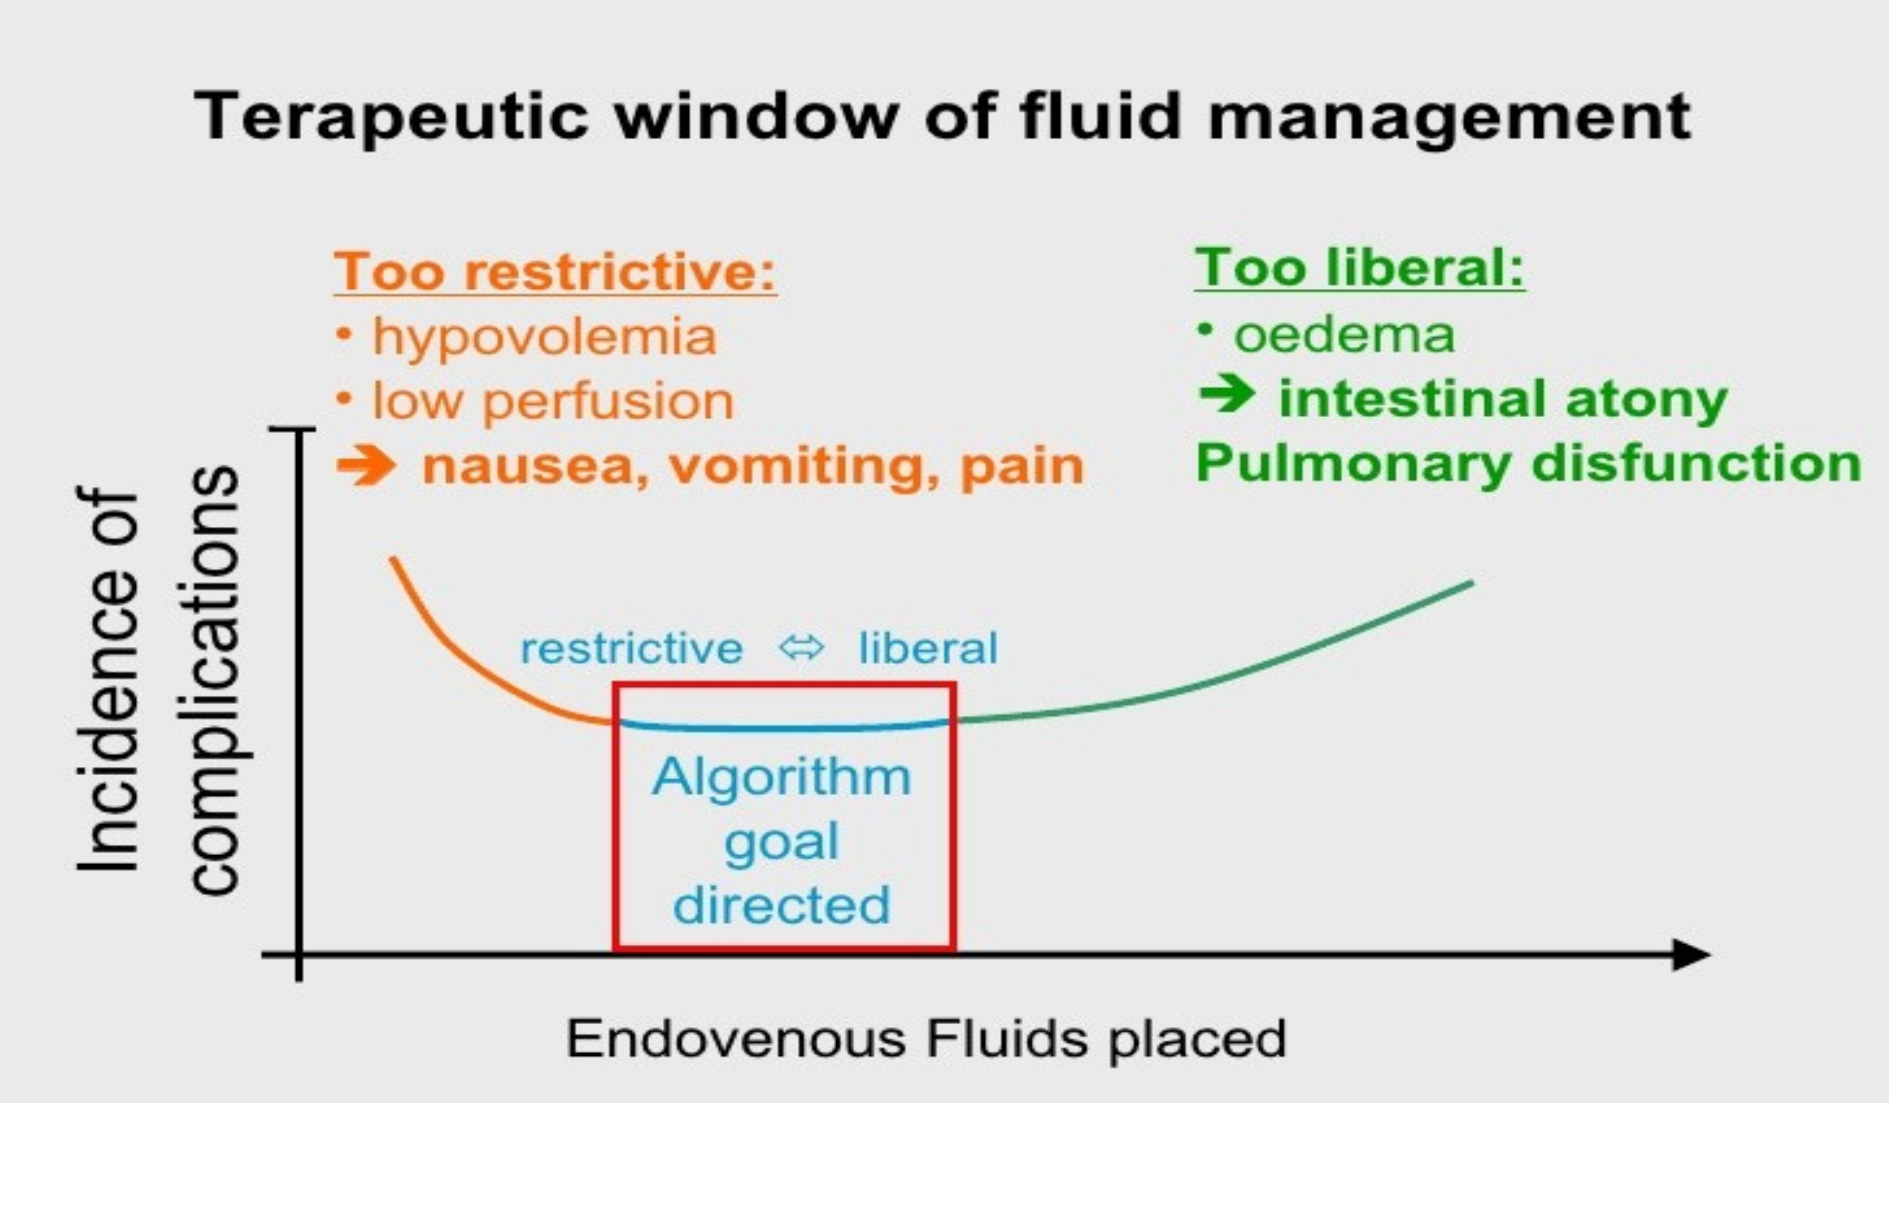 Terapeutic window of fluid management
Too restrictive:
• hypovolemia
• low perfusion
➔ nausea, vomiting, pain
Too liberal:
• oedema
➔ intestinal atony
Pulmonary disfunction
Incidence of
complications
restrictive ⇔ liberal
Algorithm
goal
directed
Endovenous Fluids placed